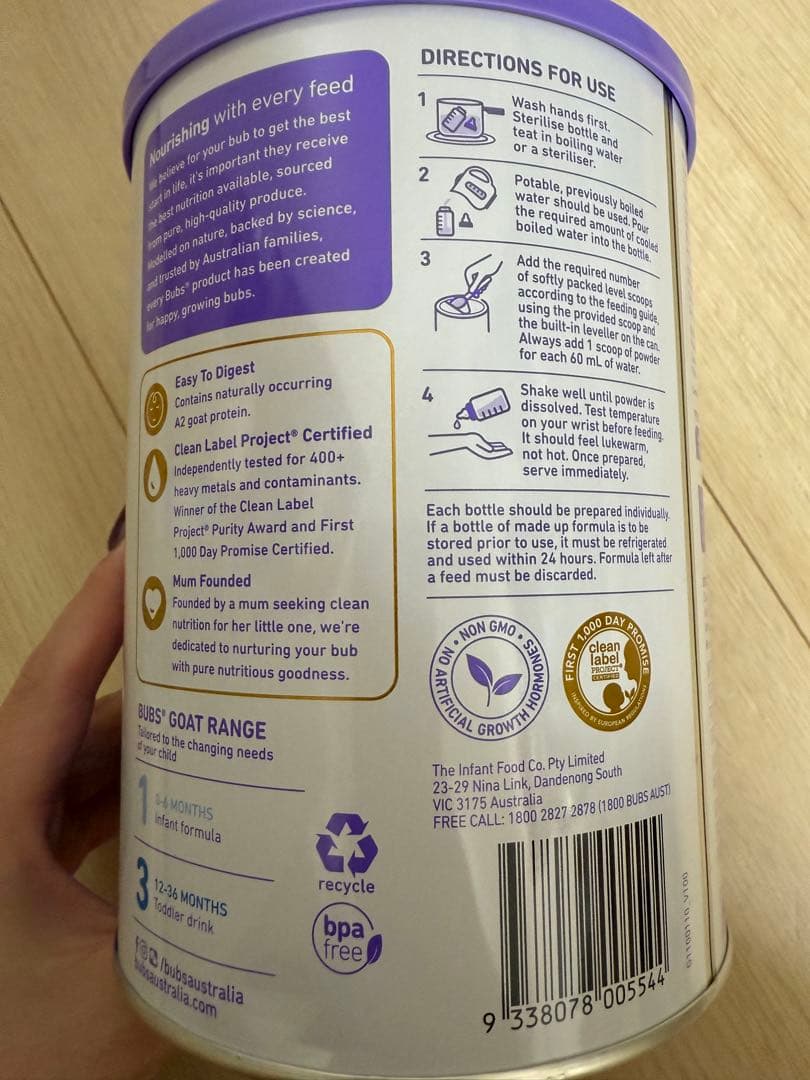 Nourishing with every feed
We believe for your bub to get the best
start in life, it's important they receive
the best nutrition available, sourced
from pure, high-quality produce.
Modelled on nature, backed by science,
and trusted by Australian families,
every Bubs® product has been created
for happy, growing bubs.
Easy To Digest
Contains naturally occurring
A2 goat protein.
Clean Label Project® Certified
Independently tested for 400+
heavy metals and contaminants.
Winner of the Clean Label
Project® Purity Award and First
1,000 Day Promise Certified.
Mum Founded
Founded by a mum seeking clean
nutrition for her little one, we're
dedicated to nurturing your bub
with pure nutritious goodness.
BUBS® GOAT RANGE
Tailored to the changing needs
of your child
1 0-6 MONTHS
Infant formula
3 12-36 MONTHS
Toddler drink
/bubsaustralia
bubsaustralia.com
recycle
bpa
free
DIRECTIONS FOR USE
1 Wash hands first.
Sterilise bottle and
teat in boiling water
or a steriliser.
2 Potable, previously boiled
water should be used. Pour
the required amount of cooled
boiled water into the bottle.
3 Add the required number
of softly packed level scoops
according to the feeding guide,
using the provided scoop and
the built-in leveller on the can.
Always add 1 scoop of powder
for each 60 mL of water.
4 Shake well until powder is
dissolved. Test temperature
on your wrist before feeding.
It should feel lukewarm,
not hot. Once prepared,
serve immediately.
Each bottle should be prepared individually.
If a bottle of made up formula is to be
stored prior to use, it must be refrigerated
and used within 24 hours. Formula left after
a feed must be discarded.
• NON GMO •
NO ARTIFICIAL GROWTH HORMONES
FIRST 1,000 DAY PROMISE
clean
label
PROJECT®
CERTIFIED
INSPIRED BY EUROPEAN REGULATIONS
The Infant Food Co. Pty Limited
23-29 Nina Link, Dandenong South
VIC 3175 Australia
FREE CALL: 1800 2827 2878 (1800 BUBS AUST)
9 338078 005544
01100110_V100